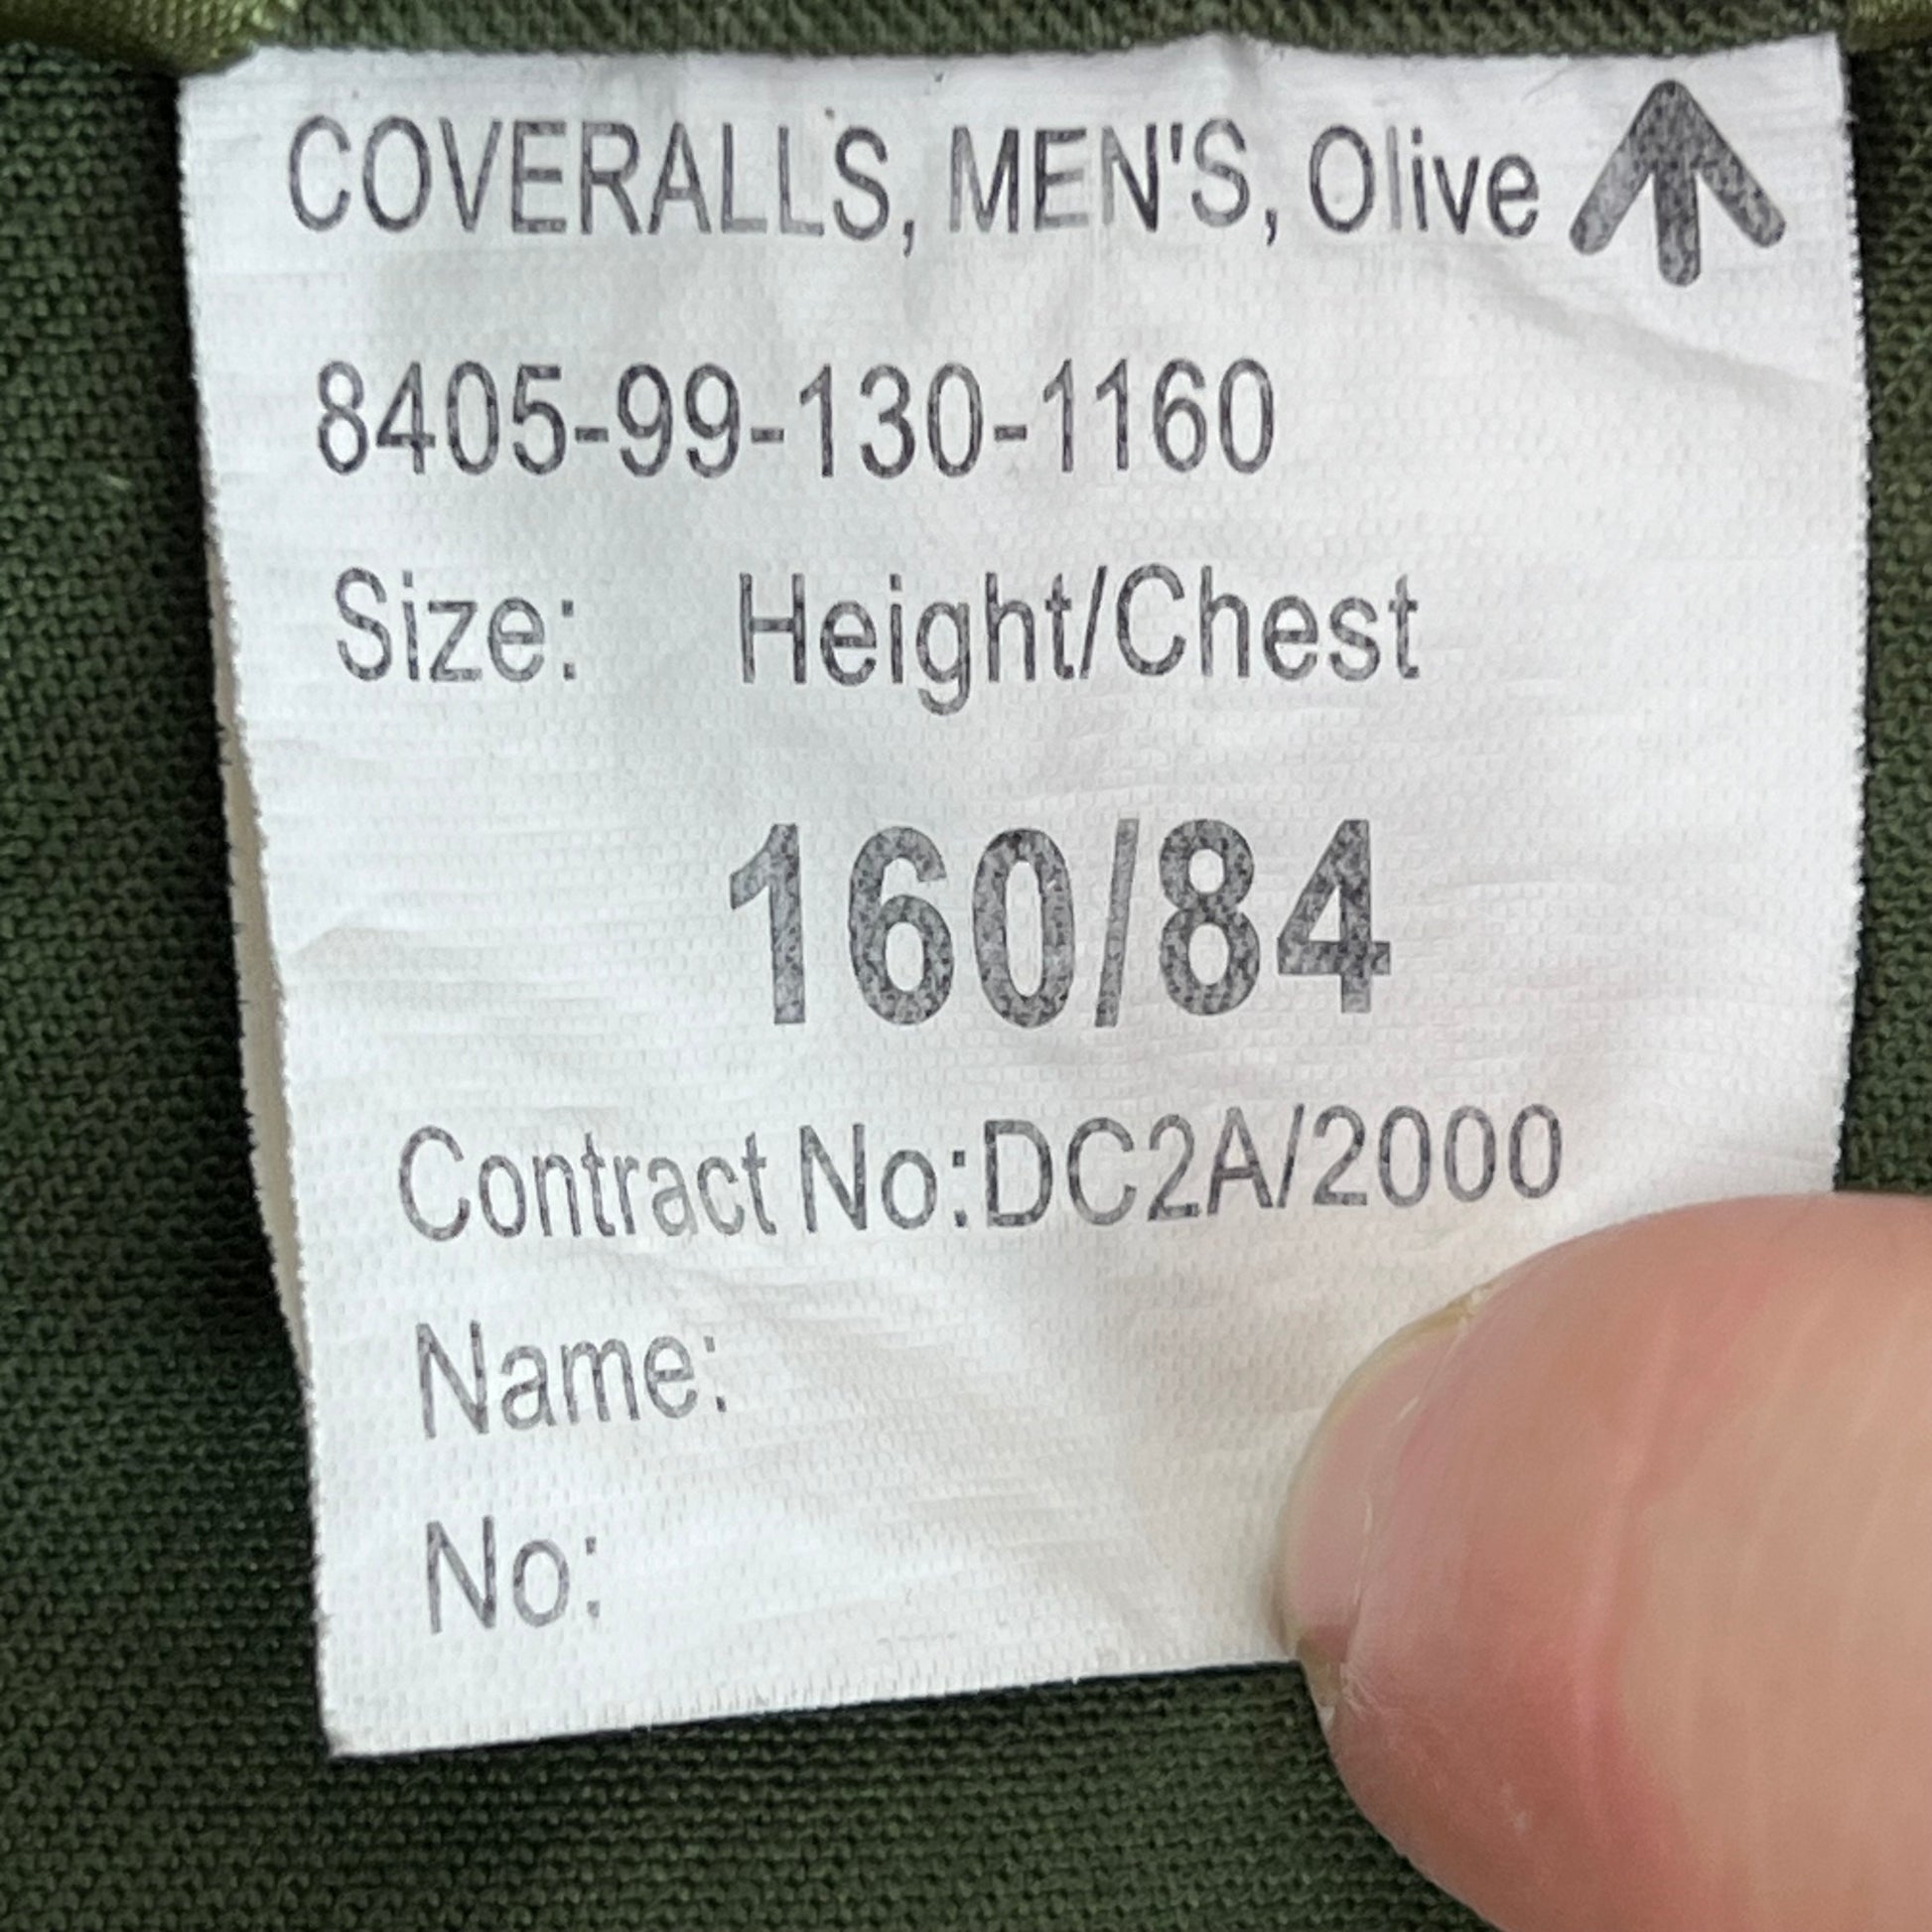 COVERALLS, MEN'S, Olive
8405-99-130-1160
Size: Height/Chest
160/84
Contract No:DC2A/2000
Name:
No: